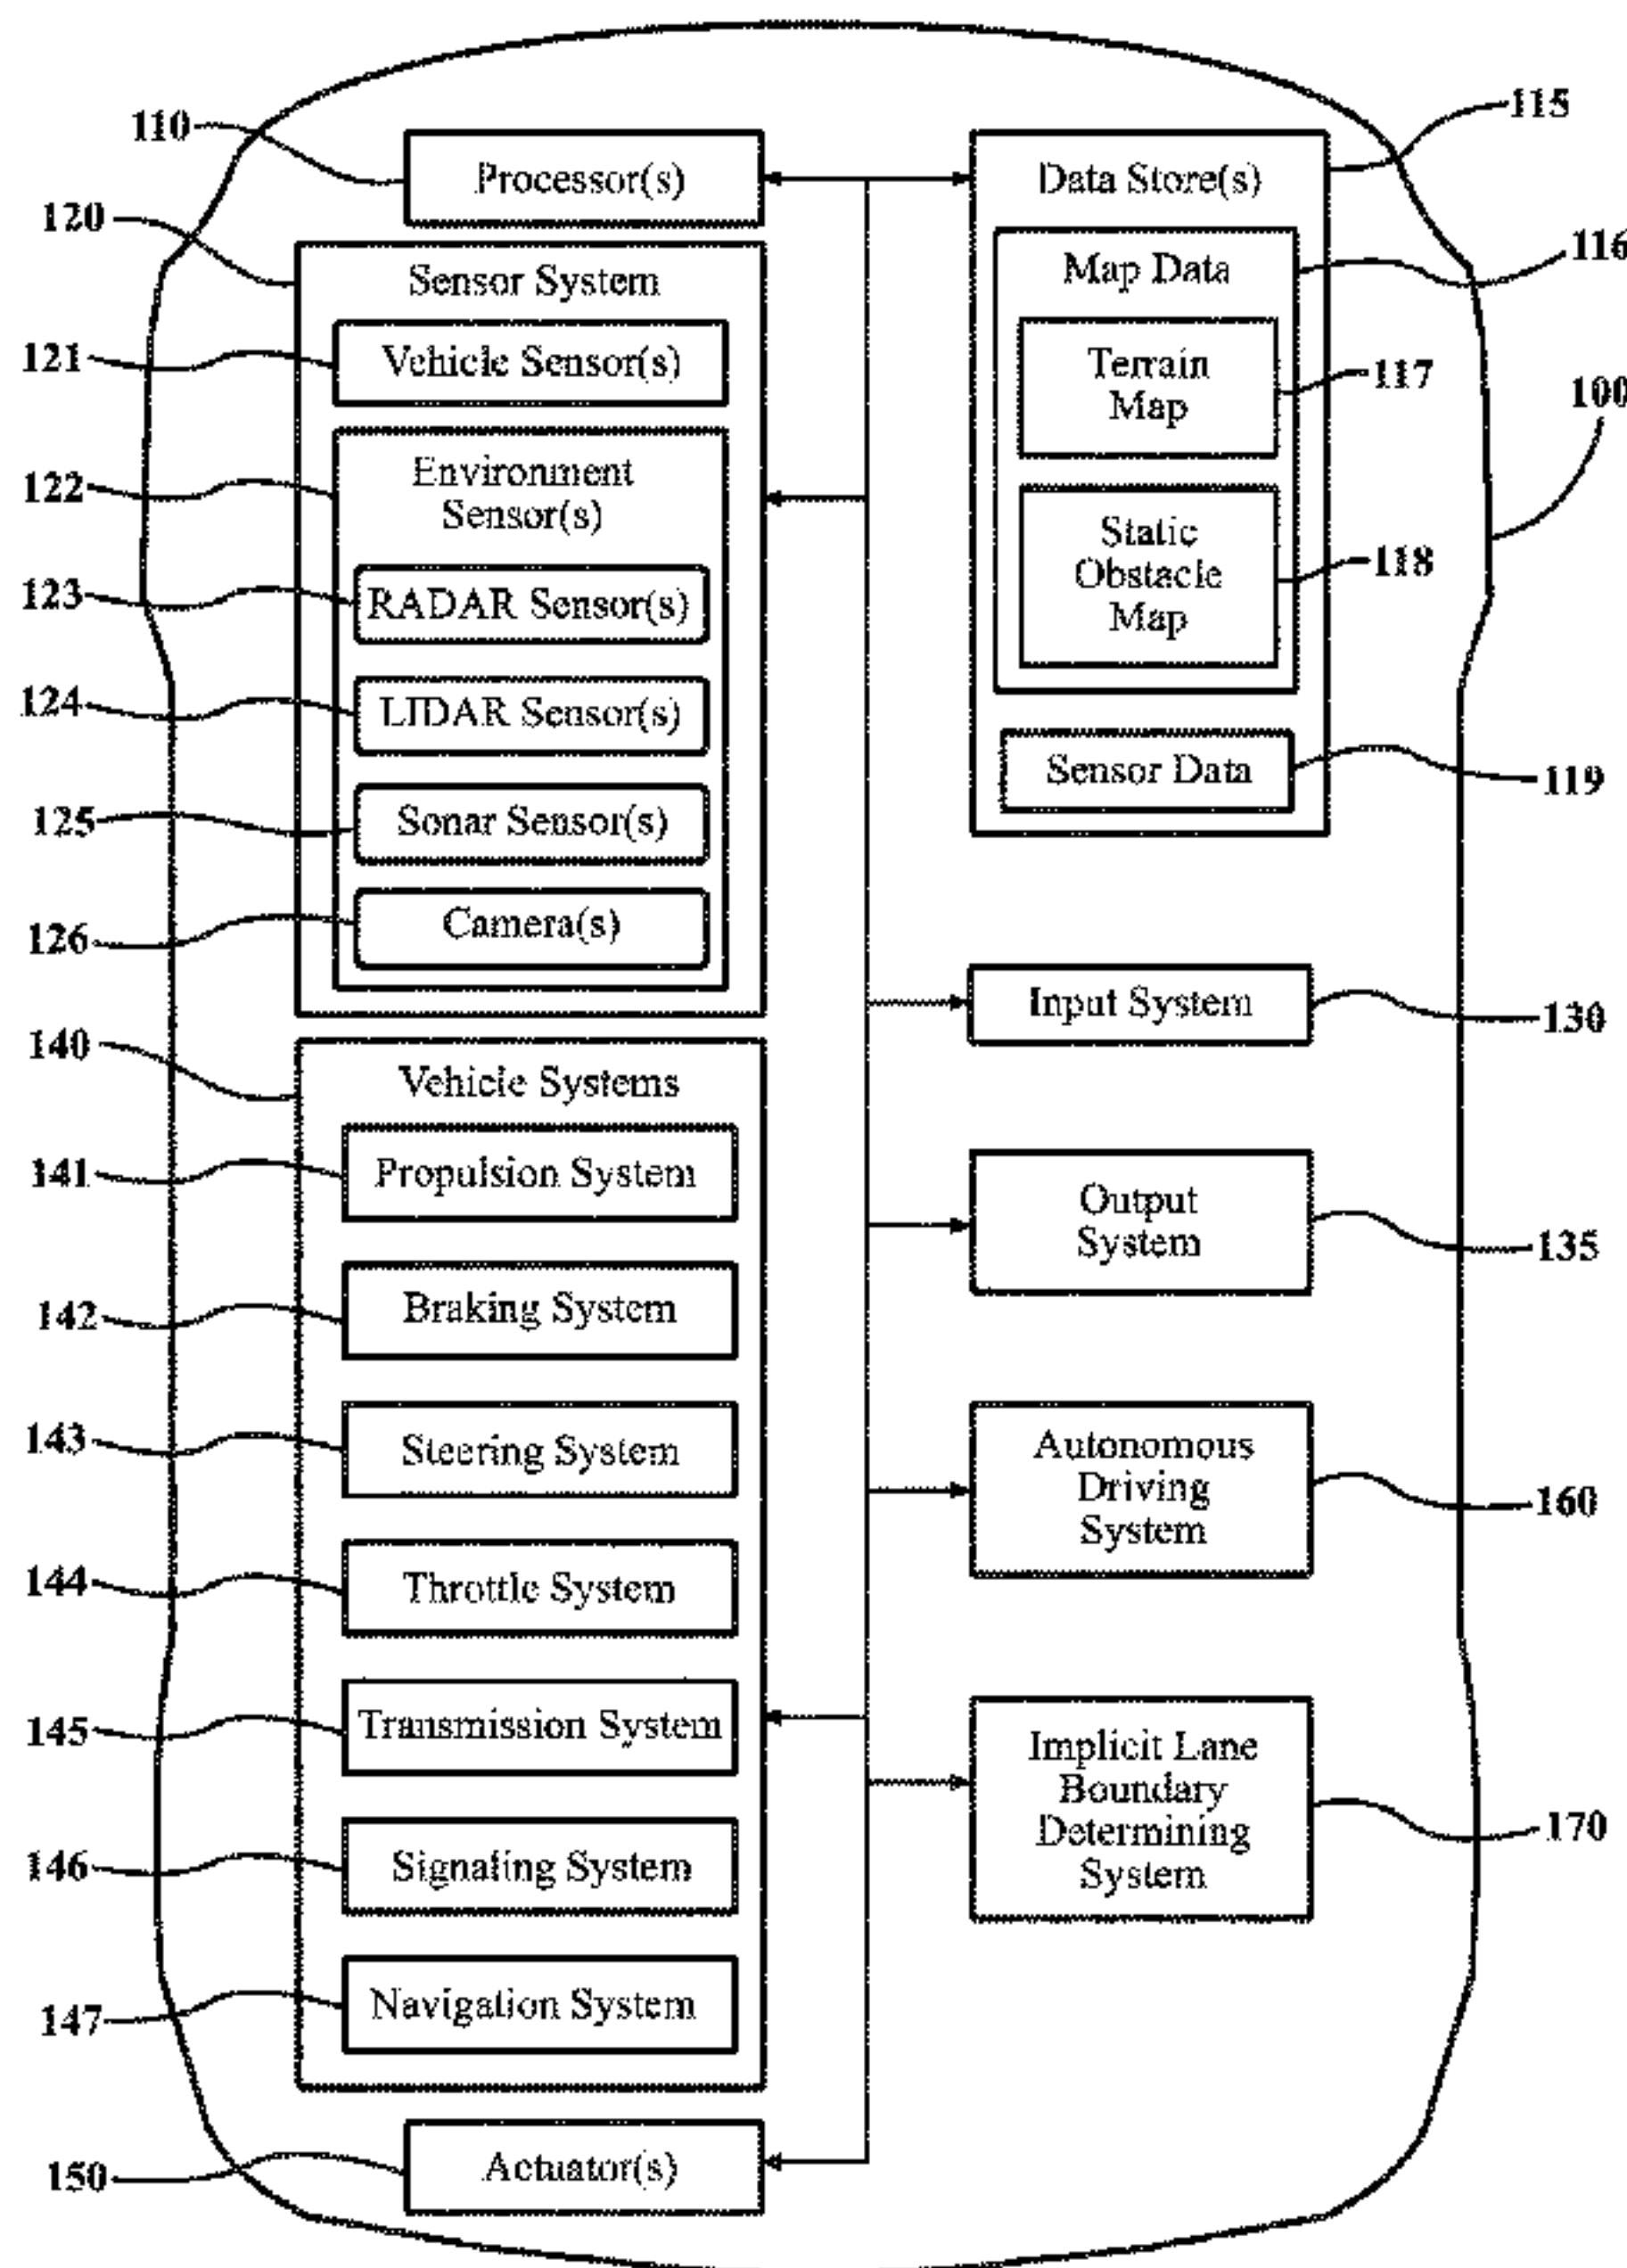 110
Processor(s)
120
Sensor System
121
Vehicle Sensor(s)
122
Environment
Sensor(s)
123
RADAR Sensor(s)
124
LIDAR Sensor(s)
125
Sonar Sensor(s)
126
Camera(s)
140
Vehicle Systems
141
Propulsion System
142
Braking System
143
Steering System
144
Throttle System
145
Transmission System
146
Signaling System
147
Navigation System
150
Actuator(s)
115
Data Store(s)
116
Map Data
Terrain
Map
117
100
Static
Obstacle
Map
118
Sensor Data
119
Input System
130
Output
System
135
Autonomous
Driving
System
160
Implicit Lane
Boundary
Determining
System
170